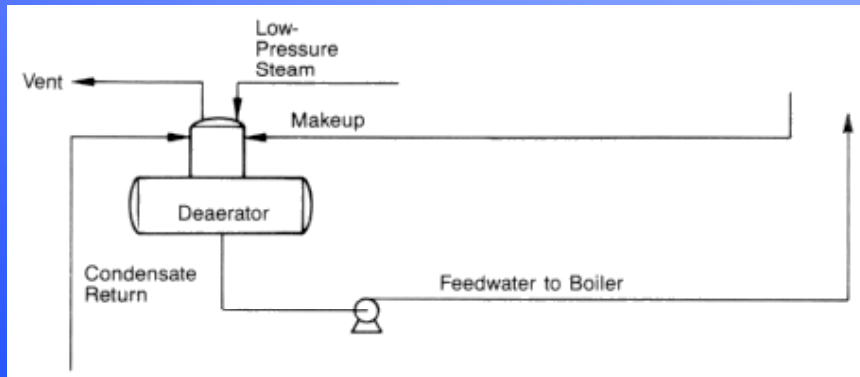 Low-
Pressure
Steam
Vent
Makeup
Deaerator
Condensate
Return
Feedwater to Boiler